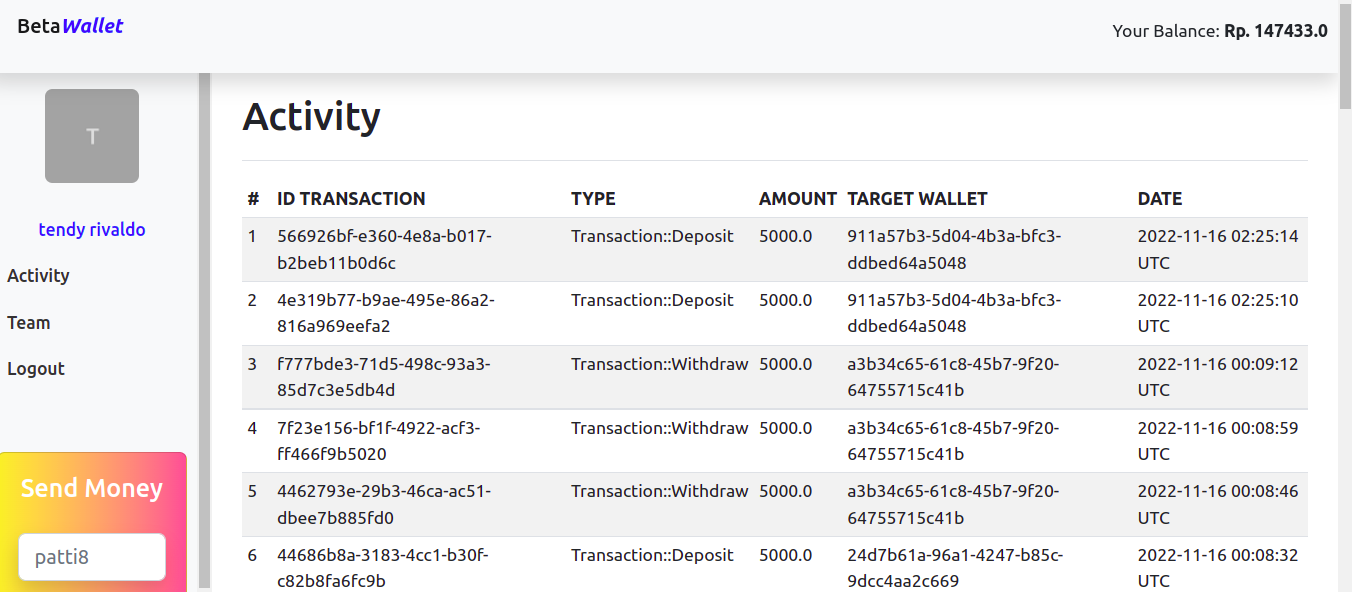 BetaWallet
Your Balance: Rp. 147433.0
T
tendy rivaldo
Activity
Team
Logout
Send Money
patti8
Activity
# ID TRANSACTION TYPE AMOUNT TARGET WALLET DATE
1 566926bf-e360-4e8a-b017- Transaction::Deposit 5000.0 911a57b3-5d04-4b3a-bfc3- 2022-11-16 02:25:14
b2beb11b0d6c ddbed64a5048 UTC
2 4e319b77-b9ae-495e-86a2- Transaction::Deposit 5000.0 911a57b3-5d04-4b3a-bfc3- 2022-11-16 02:25:10
816a969eefa2 ddbed64a5048 UTC
3 f777bde3-71d5-498c-93a3- Transaction::Withdraw 5000.0 a3b34c65-61c8-45b7-9f20- 2022-11-16 00:09:12
85d7c3e5db4d 64755715c41b UTC
4 7f23e156-bf1f-4922-acf3- Transaction::Withdraw 5000.0 a3b34c65-61c8-45b7-9f20- 2022-11-16 00:08:59
ff466f9b5020 64755715c41b UTC
5 4462793e-29b3-46ca-ac51- Transaction::Withdraw 5000.0 a3b34c65-61c8-45b7-9f20- 2022-11-16 00:08:46
dbee7b885fd0 64755715c41b UTC
6 44686b8a-3183-4cc1-b30f- Transaction::Deposit 5000.0 24d7b61a-96a1-4247-b85c- 2022-11-16 00:08:32
c82b8fa6fc9b 9dcc4aa2c669 UTC